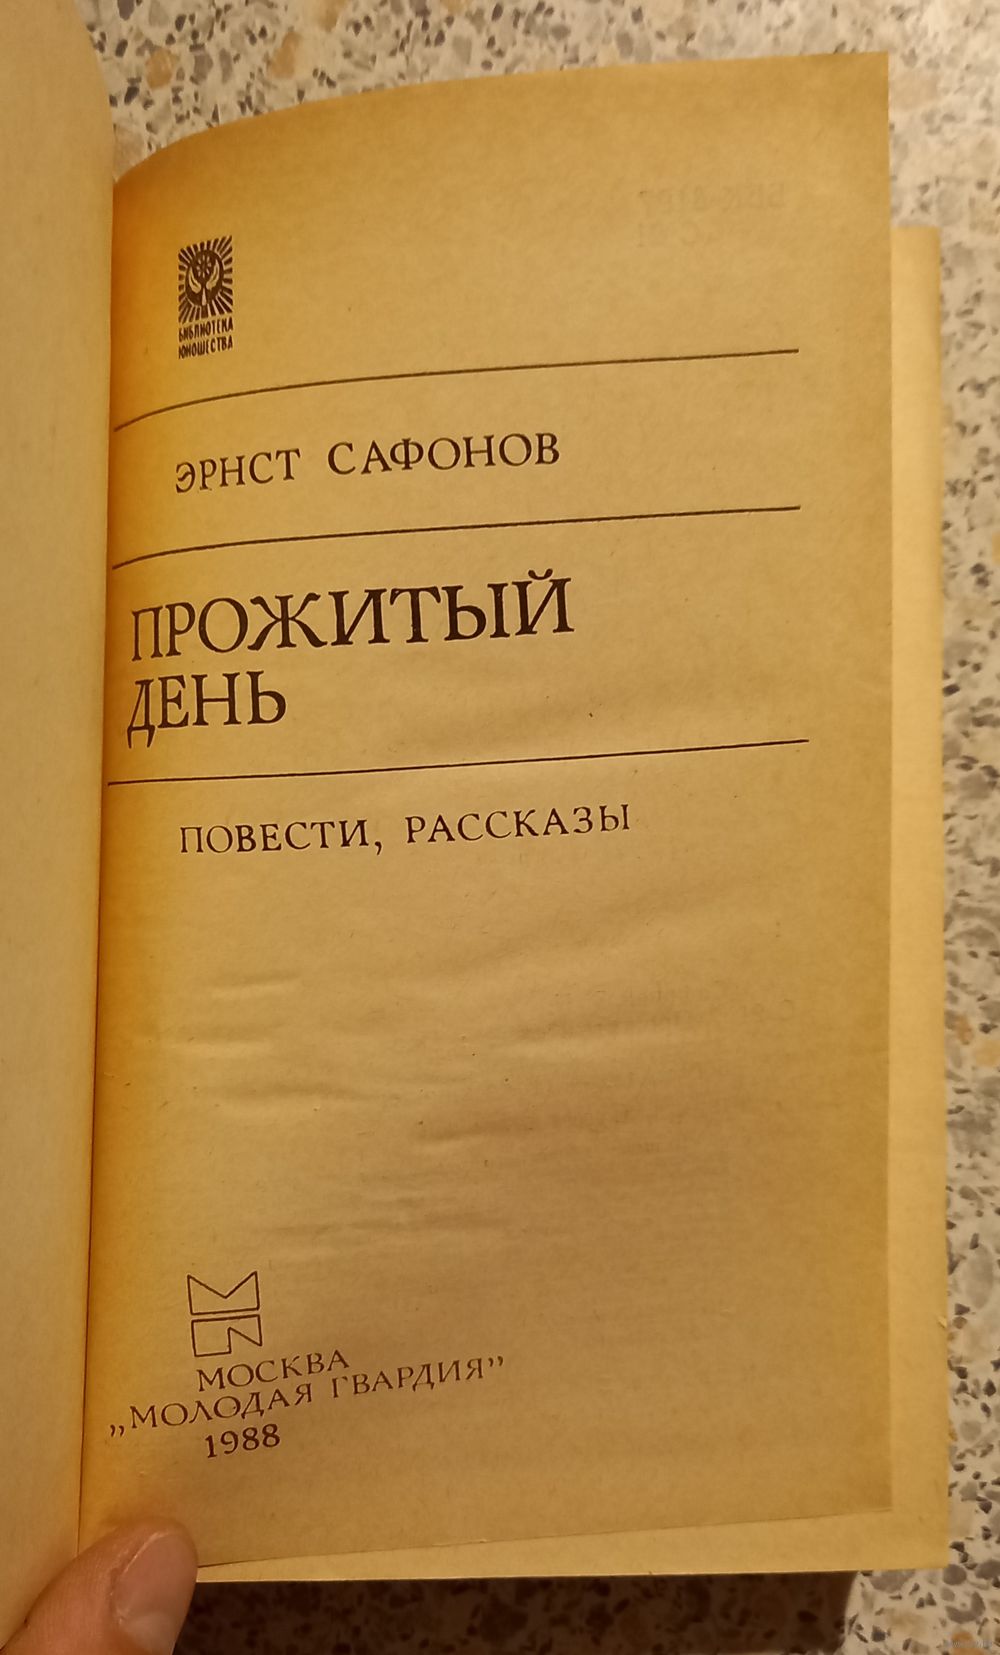 БИБЛИОТЕКА
ЮНОШЕСТВА
ЭРНСТ САФОНОВ
ПРОЖИТЫЙ
ДЕНЬ
ПОВЕСТИ, РАССКАЗЫ
МОСКВА
„МОЛОДАЯ ГВАРДИЯ”
1988